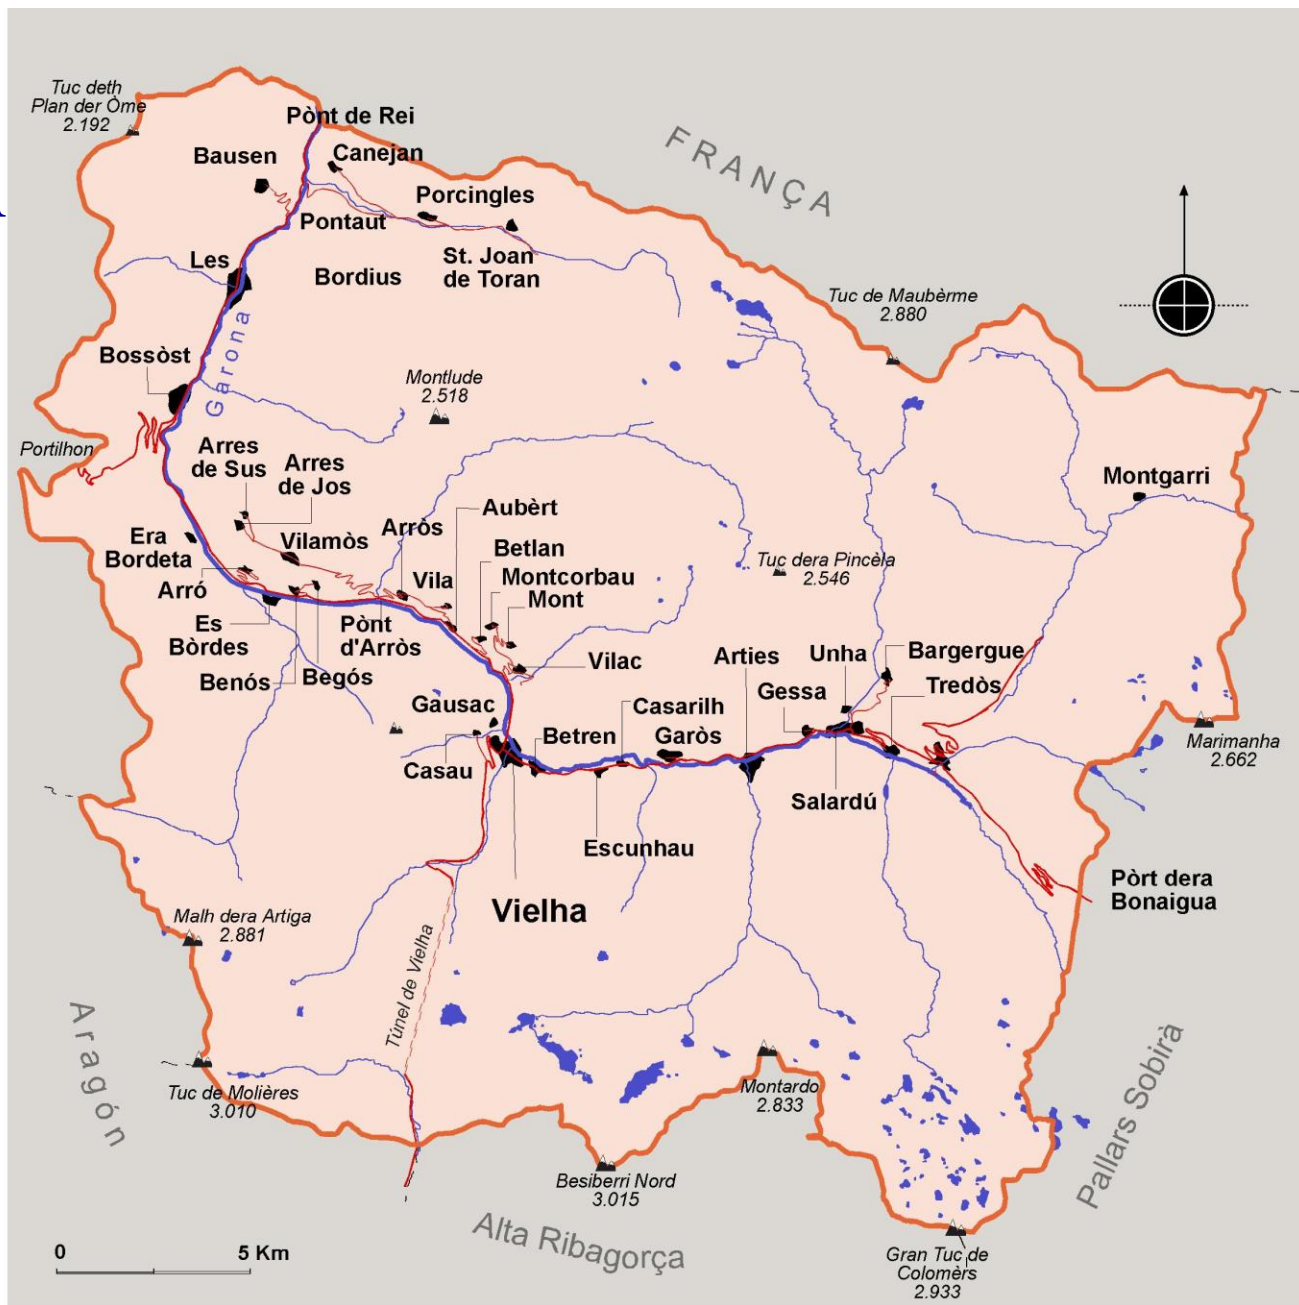 Tuc deth
Plan der Òme
2.192
Pònt de Rei
Canejan
Bausen
FRANÇA
Porcingles
Pontaut
St. Joan
de Toran
Les
Bordius
Tuc de Maubèrme
2.880
Garona
Bossòst
Montlude
2.518
Portilhon
Arres
de Sus
Arres
de Jos
Montgarri
Era
Bordeta
Vilamòs
Arròs
Aubèrt
Betlan
Tuc dera Pincèla
2.546
Arró
Vila
Montcorbau
Mont
Es
Bòrdes
Pònt
d'Arròs
Benós
Begós
Vilac
Arties
Unha
Bargergue
Gessa
Tredòs
Gausac
Casarilh
Betren
Garòs
Marimanha
2.662
Casau
Salardú
Escunhau
Vielha
Pòrt dera
Bonaigua
Malh dera Artiga
2.881
Túnel de Vielha
Aragón
Tuc de Molières
3.010
Montardo
2.833
Pallars Sobirà
Besiberri Nord
3.015
Alta Ribagorça
Gran Tuc de
Colomèrs
2.933
0 5 Km